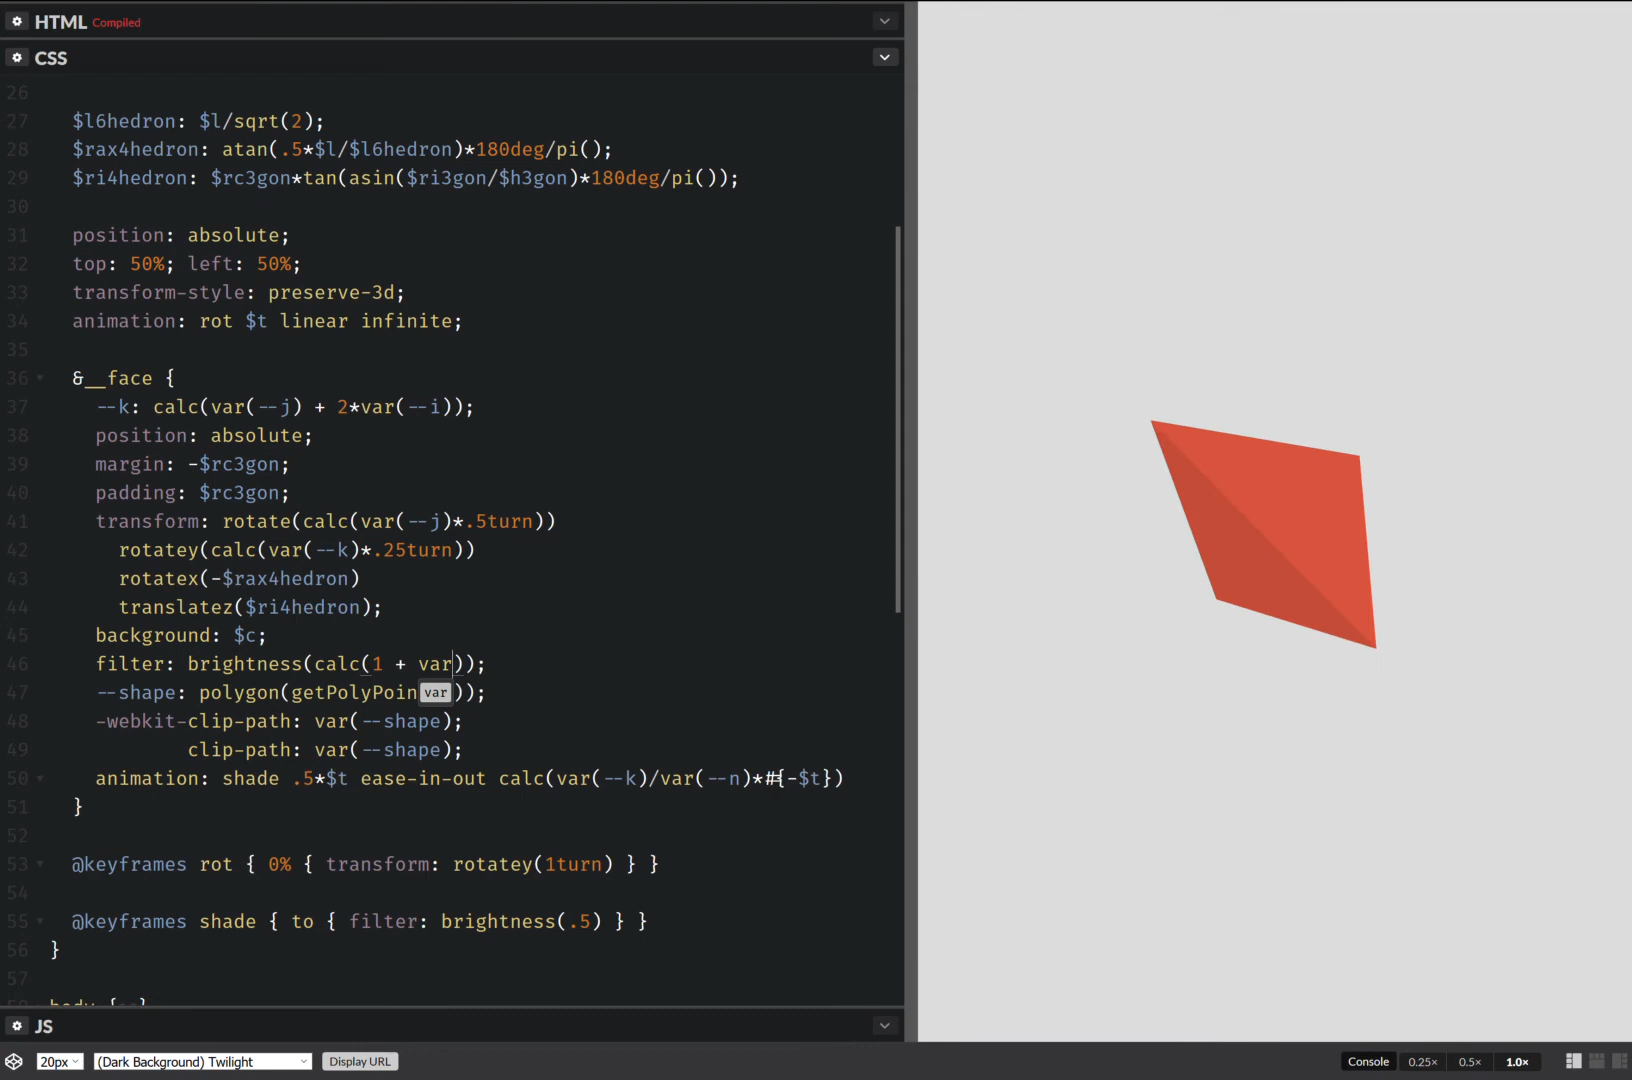 HTML Compiled
CSS
26
27 $l6hedron: $l/sqrt(2);
28 $rax4hedron: atan(.5*$l/$l6hedron)*180deg/pi();
29 $ri4hedron: $rc3gon*tan(asin($ri3gon/$h3gon)*180deg/pi());
30
31 position: absolute;
32 top: 50%; left: 50%;
33 transform-style: preserve-3d;
34 animation: rot $t linear infinite;
35
36 &__face {
37 --k: calc(var(--j) + 2*var(--i));
38 position: absolute;
39 margin: -$rc3gon;
40 padding: $rc3gon;
41 transform: rotate(calc(var(--j)*.5turn))
42 rotatey(calc(var(--k)*.25turn))
43 rotatex(-$rax4hedron)
44 translatez($ri4hedron);
45 background: $c;
46 filter: brightness(calc(1 + var));
47 --shape: polygon(getPolyPoin var ));
48 -webkit-clip-path: var(--shape);
49 clip-path: var(--shape);
50 animation: shade .5*$t ease-in-out calc(var(--k)/var(--n)*#{-$t})
51 }
52
53 @keyframes rot { 0% { transform: rotatey(1turn) } }
54
55 @keyframes shade { to { filter: brightness(.5) } }
56 }
57
JS
20px (Dark Background) Twilight Display URL Console 0.25× 0.5× 1.0×